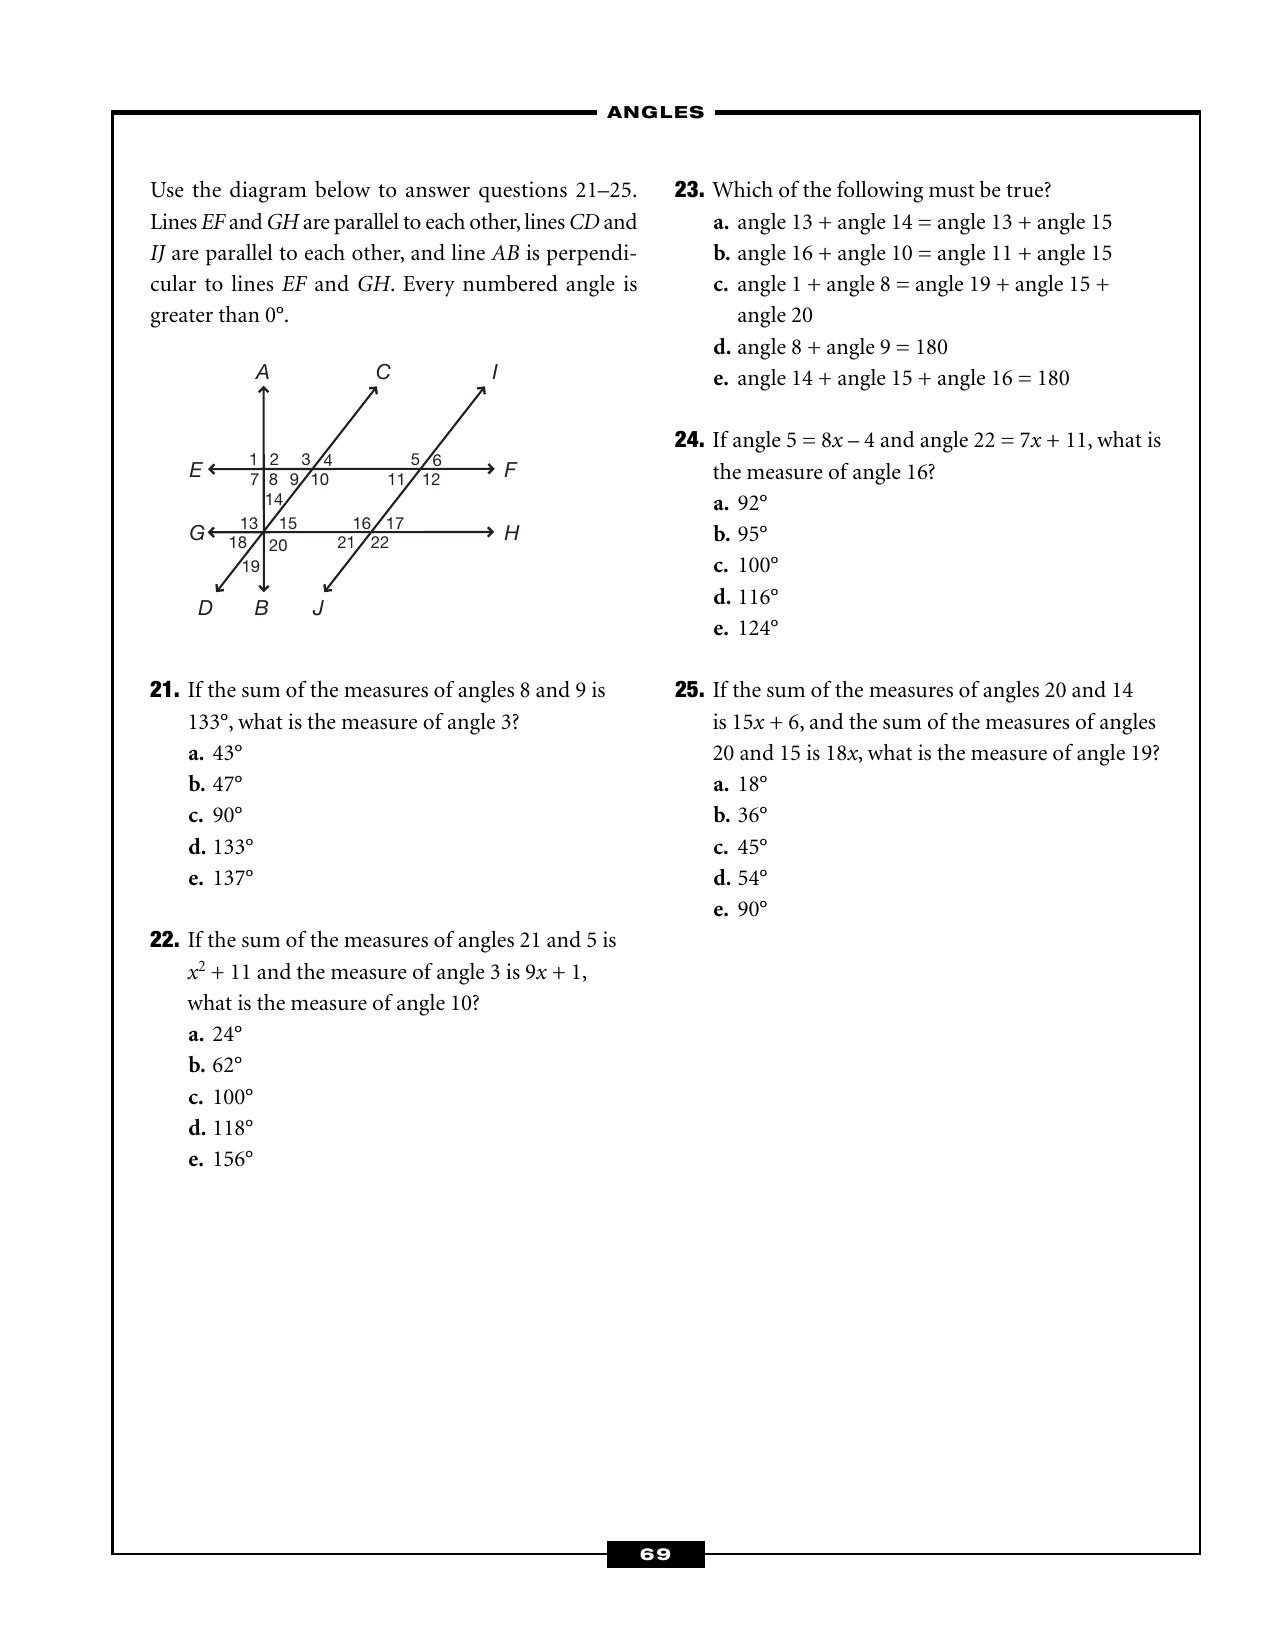 ANGLES
Use the diagram below to answer questions 21–25.
Lines EF and GH are parallel to each other, lines CD and
IJ are parallel to each other, and line AB is perpendi-
cular to lines EF and GH. Every numbered angle is
greater than 0°.
A C I
1 2 3 4 5 6
E F
7 8 9 10 11 12
14
13 15 16 17
G H
18 20 21 22
19
D B J
21. If the sum of the measures of angles 8 and 9 is
133°, what is the measure of angle 3?
a. 43°
b. 47°
c. 90°
d. 133°
e. 137°
22. If the sum of the measures of angles 21 and 5 is
x² + 11 and the measure of angle 3 is 9x + 1,
what is the measure of angle 10?
a. 24°
b. 62°
c. 100°
d. 118°
e. 156°
23. Which of the following must be true?
a. angle 13 + angle 14 = angle 13 + angle 15
b. angle 16 + angle 10 = angle 11 + angle 15
c. angle 1 + angle 8 = angle 19 + angle 15 +
angle 20
d. angle 8 + angle 9 = 180
e. angle 14 + angle 15 + angle 16 = 180
24. If angle 5 = 8x – 4 and angle 22 = 7x + 11, what is
the measure of angle 16?
a. 92°
b. 95°
c. 100°
d. 116°
e. 124°
25. If the sum of the measures of angles 20 and 14
is 15x + 6, and the sum of the measures of angles
20 and 15 is 18x, what is the measure of angle 19?
a. 18°
b. 36°
c. 45°
d. 54°
e. 90°
69